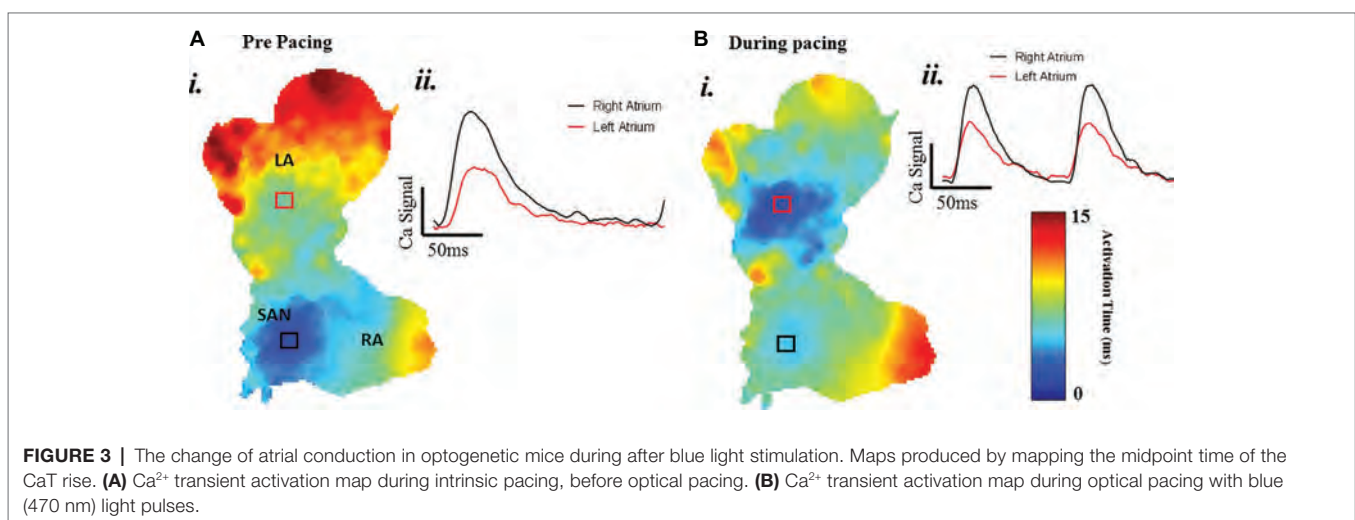 A Pre Pacing
i.
ii.
Right Atrium
Left Atrium
LA
Ca Signal
50ms
SAN
RA
B During pacing
i.
ii.
Right Atrium
Left Atrium
Ca Signal
50ms
15
Activation Time (ms)
0
FIGURE 3 | The change of atrial conduction in optogenetic mice during after blue light stimulation. Maps produced by mapping the midpoint time of the
CaT rise. (A) Ca²⁺ transient activation map during intrinsic pacing, before optical pacing. (B) Ca²⁺ transient activation map during optical pacing with blue
(470 nm) light pulses.